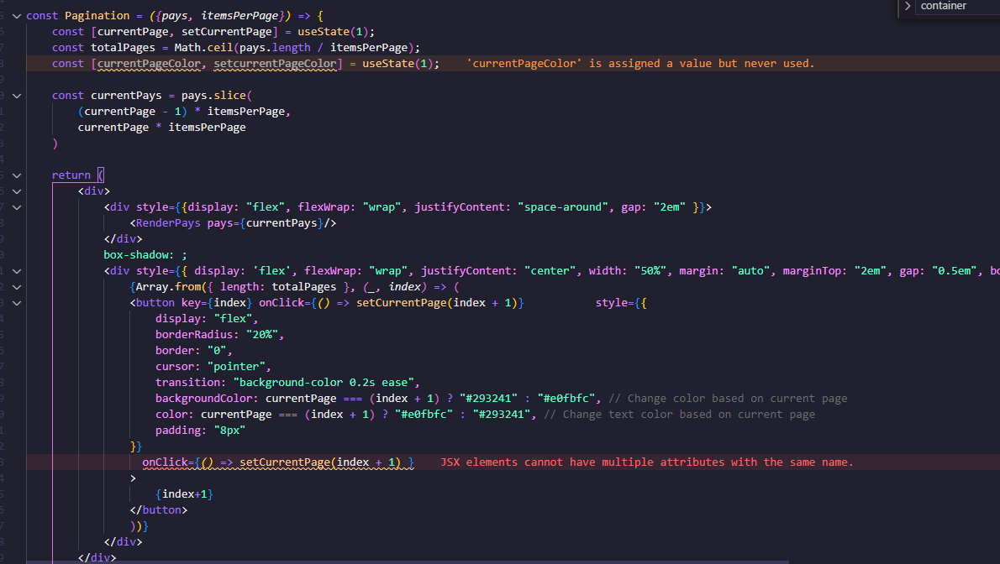 container
const Pagination = ({pays, itemsPerPage}) => {
const [currentPage, setCurrentPage] = useState(1);
const totalPages = Math.ceil(pays.length / itemsPerPage);
const [currentPageColor, setcurrentPageColor] = useState(1);    'currentPageColor' is assigned a value but never used.
const currentPays = pays.slice(
(currentPage - 1) * itemsPerPage,
currentPage * itemsPerPage
)
return (
<div>
<div style={{display: "flex", flexWrap: "wrap", justifyContent: "space-around", gap: "2em" }}>
<RenderPays pays={currentPays}/>
</div>
box-shadow: ;
<div style={{ display: 'flex', flexWrap: "wrap", justifyContent: "center", width: "50%", margin: "auto", marginTop: "2em", gap: "0.5em",
{Array.from({ length: totalPages }, (_, index) => (
<button key={index} onClick={() => setCurrentPage(index + 1)}           style={{
display: "flex",
borderRadius: "20%",
border: "0",
cursor: "pointer",
transition: "background-color 0.2s ease",
backgroundColor: currentPage === (index + 1) ? "#293241" : "#e0fbfc", // Change color based on current page
color: currentPage === (index + 1) ? "#e0fbfc" : "#293241", // Change text color based on current page
padding: "8px"
}}
onClick={() => setCurrentPage(index + 1) }    JSX elements cannot have multiple attributes with the same name.
>
{index+1}
</button>
))}
</div>
</div>